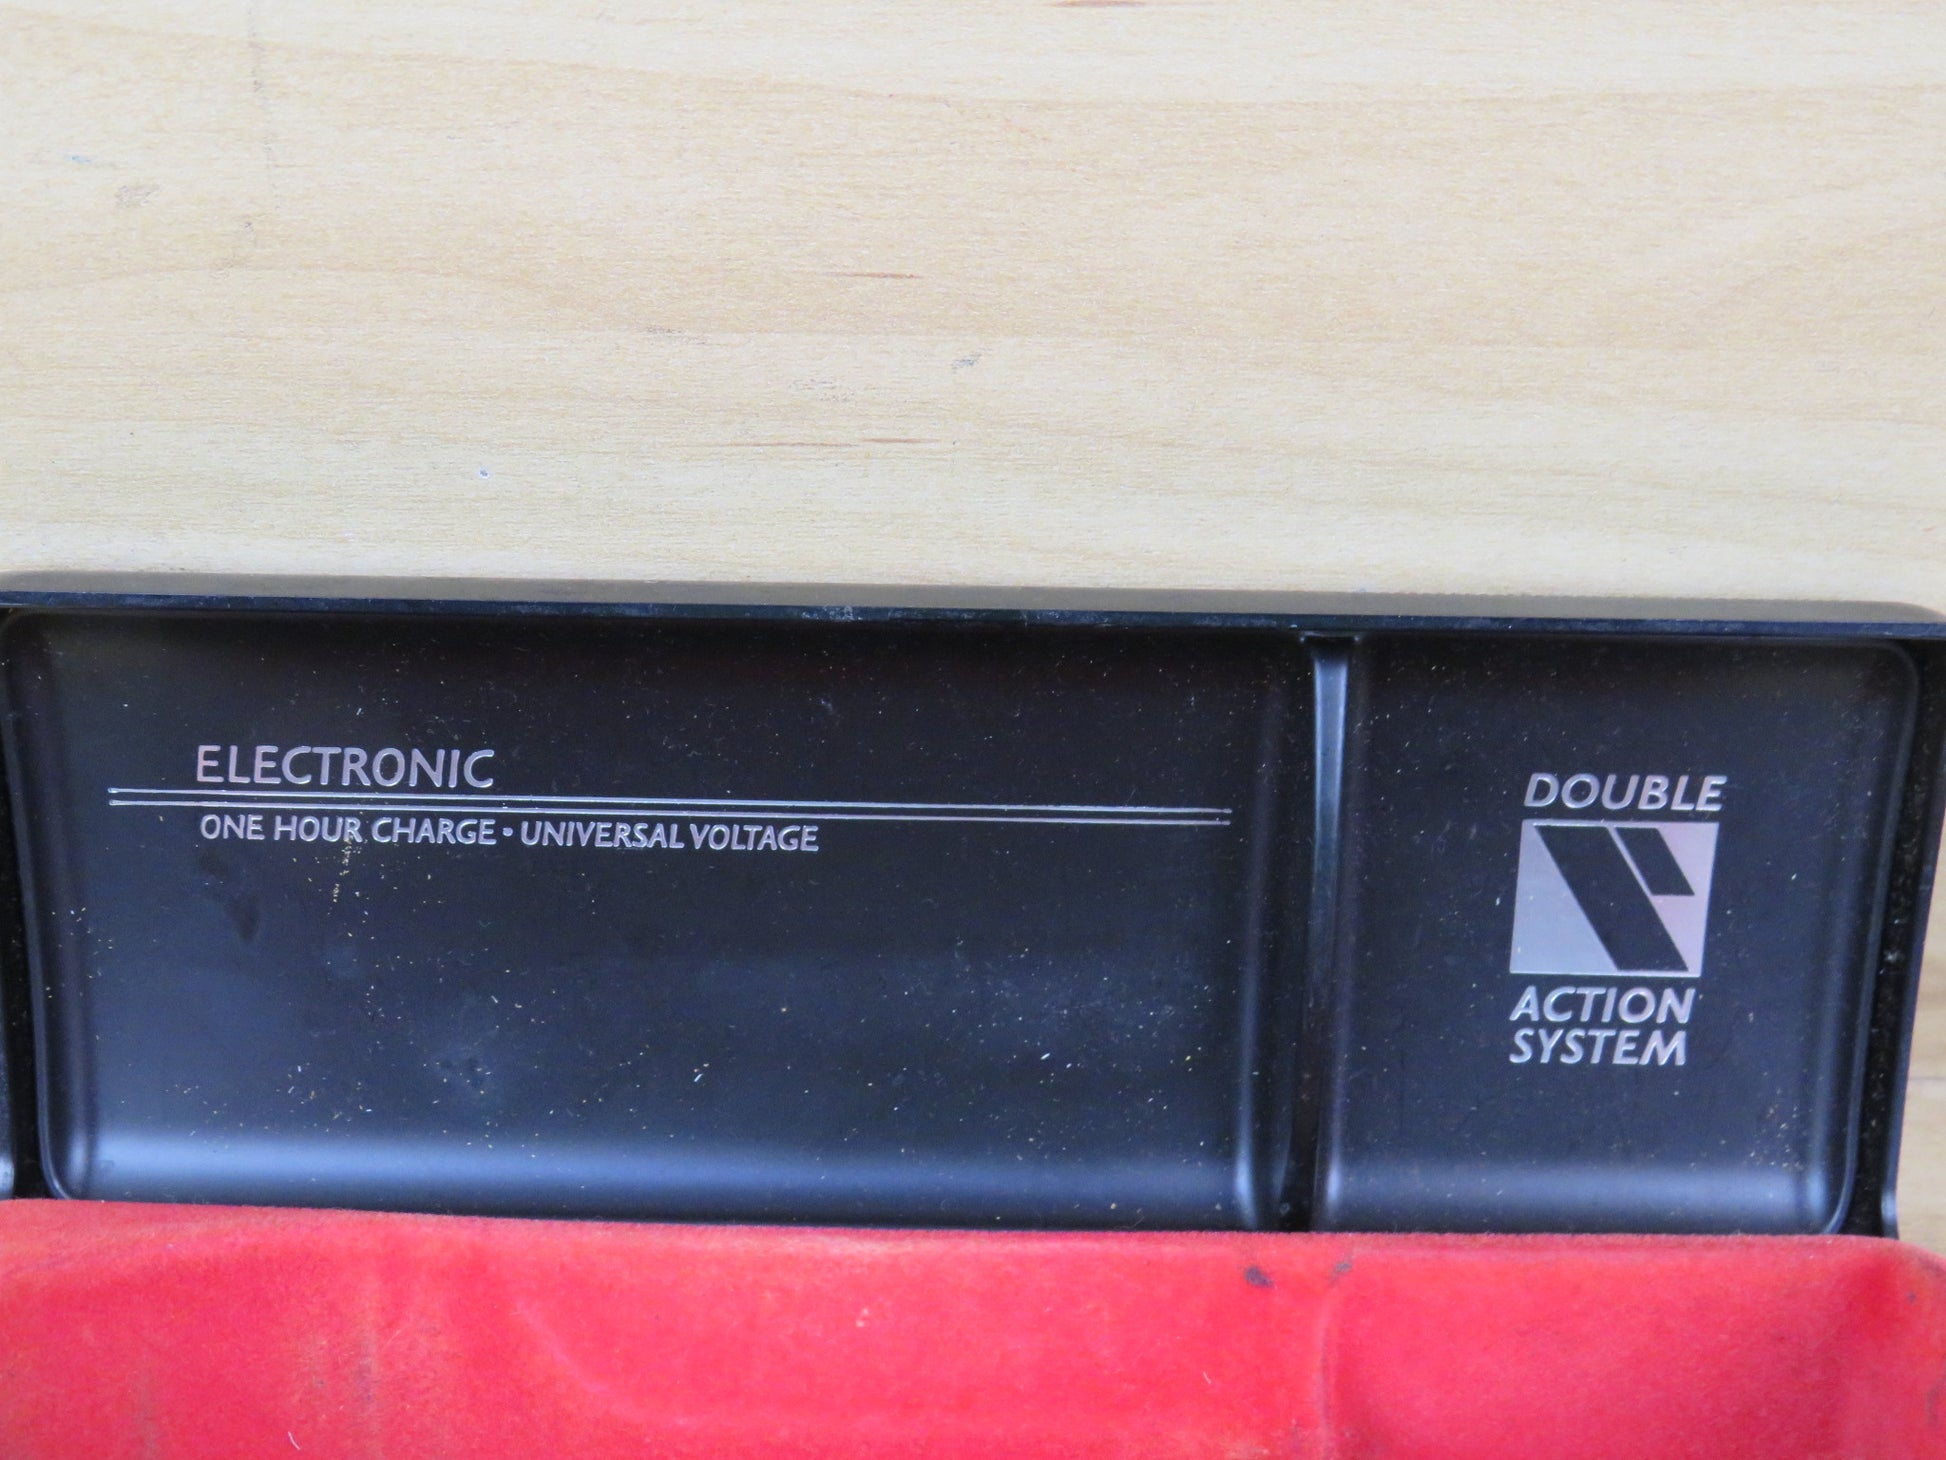 ELECTRONIC
ONE HOUR CHARGE • UNIVERSAL VOLTAGE
DOUBLE
ACTION
SYSTEM